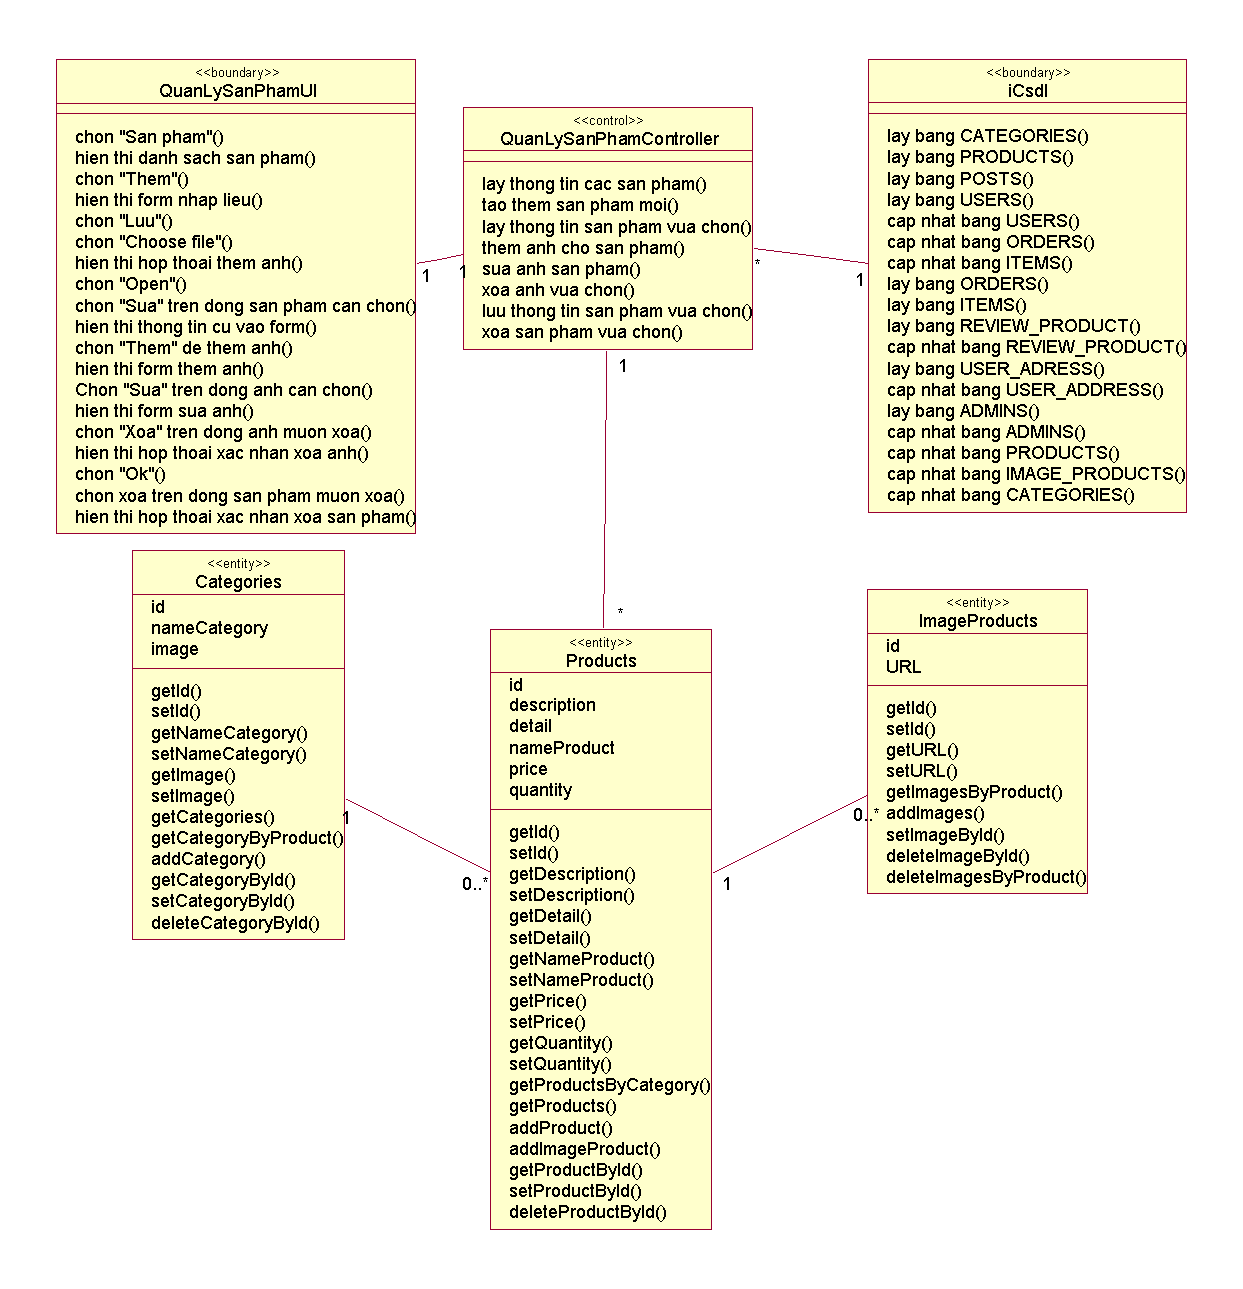 <<boundary>>
QuanLySanPhamUI
chon "San pham"()
hien thi danh sach san pham()
chon "Them"()
hien thi form nhap lieu()
chon "Luu"()
chon "Choose file"()
hien thi hop thoai them anh()
chon "Open"()
chon "Sua" tren dong san pham can chon()
hien thi thong tin cu vao form()
chon "Them" de them anh()
hien thi form them anh()
Chon "Sua" tren dong anh can chon()
hien thi form sua anh()
chon "Xoa" tren dong anh muon xoa()
hien thi hop thoai xac nhan xoa anh()
chon "Ok"()
chon xoa tren dong san pham muon xoa()
hien thi hop thoai xac nhan xoa san pham()
1
1
<<control>>
QuanLySanPhamController
lay thong tin cac san pham()
tao them san pham moi()
lay thong tin san pham vua chon()
them anh cho san pham()
sua anh san pham()
xoa anh vua chon()
luu thong tin san pham vua chon()
xoa san pham vua chon()
*
1
<<boundary>>
iCsdl
lay bang CATEGORIES()
lay bang PRODUCTS()
lay bang POSTS()
lay bang USERS()
cap nhat bang USERS()
cap nhat bang ORDERS()
cap nhat bang ITEMS()
lay bang ORDERS()
lay bang ITEMS()
lay bang REVIEW_PRODUCT()
cap nhat bang REVIEW_PRODUCT()
lay bang USER_ADRESS()
cap nhat bang USER_ADDRESS()
lay bang ADMINS()
cap nhat bang ADMINS()
cap nhat bang PRODUCTS()
cap nhat bang IMAGE_PRODUCTS()
cap nhat bang CATEGORIES()
1
*
<<entity>>
Categories
id
nameCategory
image
getId()
setId()
getNameCategory()
setNameCategory()
getImage()
setImage()
getCategories()
getCategoryByProduct()
addCategory()
getCategoryById()
setCategoryById()
deleteCategoryById()
1
0..*
<<entity>>
Products
id
description
detail
nameProduct
price
quantity
getId()
setId()
getDescription()
setDescription()
getDetail()
setDetail()
getNameProduct()
setNameProduct()
getPrice()
setPrice()
getQuantity()
setQuantity()
getProductsByCategory()
getProducts()
addProduct()
addImageProduct()
getProductById()
setProductById()
deleteProductById()
1
0..*
<<entity>>
ImageProducts
id
URL
getId()
setId()
getURL()
setURL()
getImagesByProduct()
addImages()
setImageById()
deleteImageById()
deleteImagesByProduct()